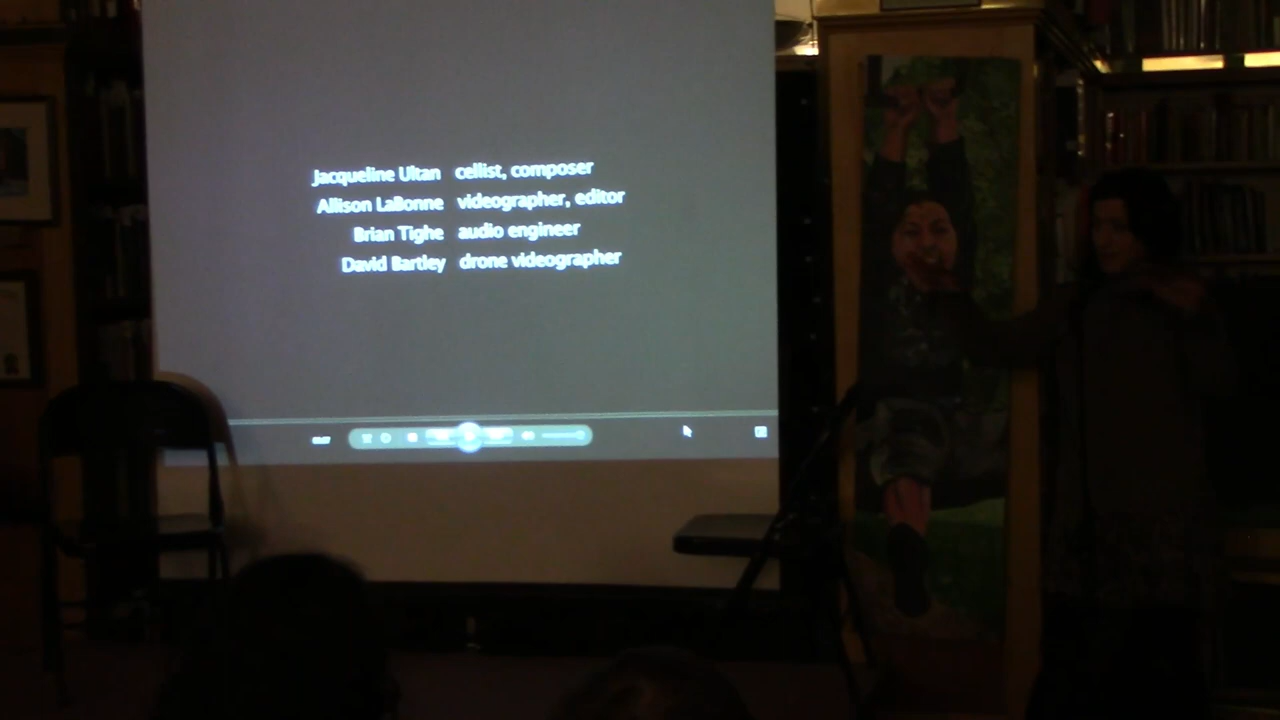 Jacqueline Ultan cellist, composer
Allison LaBonne videographer, editor
Brian Tighe audio engineer
David Bartley drone videographer